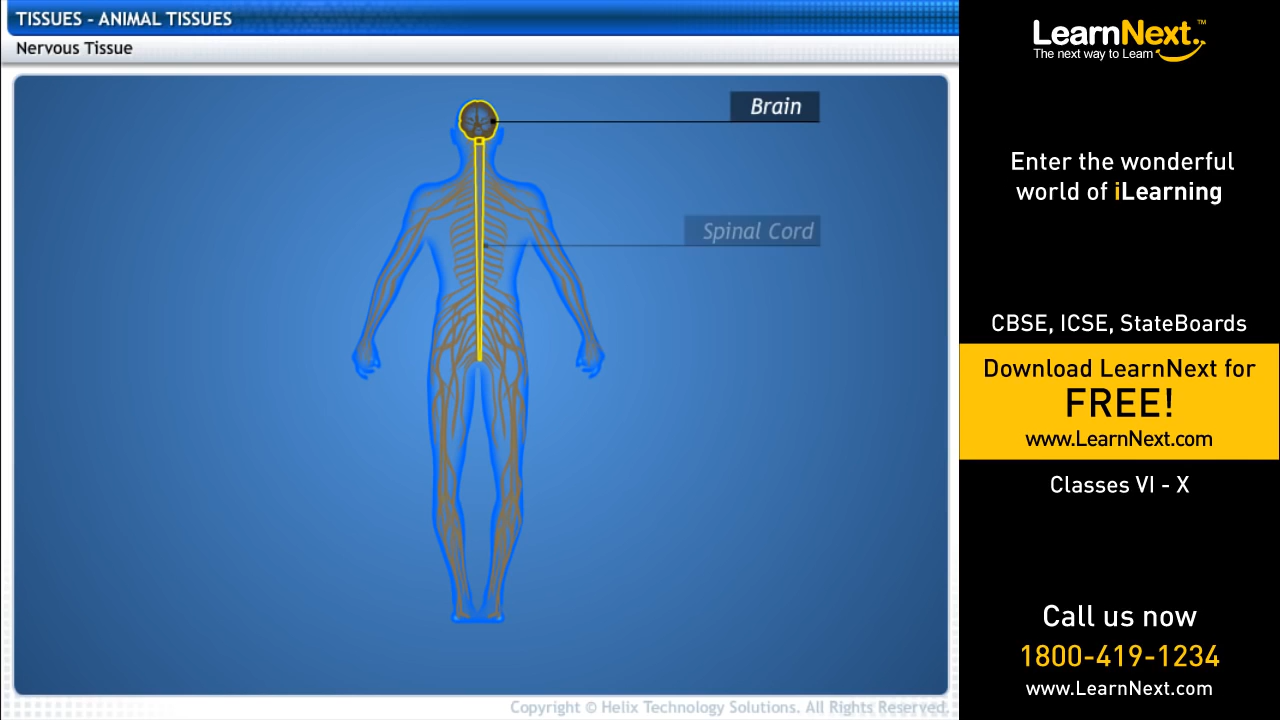 TISSUES - ANIMAL TISSUES
Nervous Tissue
Brain
Spinal Cord
Copyright © Helix Technology Solutions. All Rights Reserved.
LearnNext.™
The next way to Learn
Enter the wonderful
world of iLearning
CBSE, ICSE, StateBoards
Download LearnNext for
FREE!
www.LearnNext.com
Classes VI - X
Call us now
1800-419-1234
www.LearnNext.com